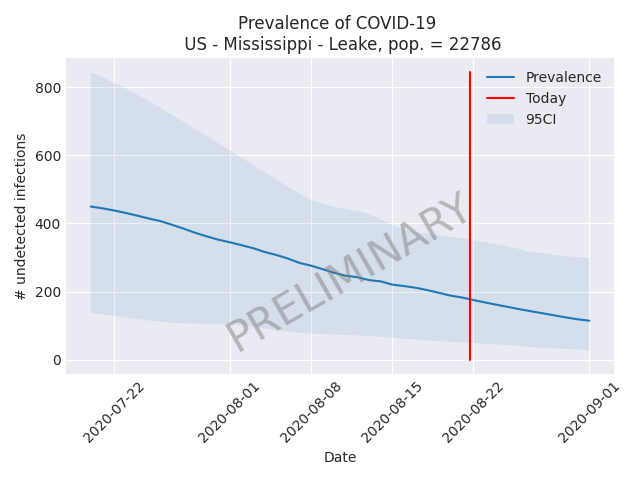 Prevalence of COVID-19
US - Mississippi - Leake, pop. = 22786
# undetected infections
800
600
400
200
0
Prevalence
Today
95CI
PRELIMINARY
2020-07-22
2020-08-01
2020-08-08
2020-08-15
2020-08-22
2020-09-01
Date